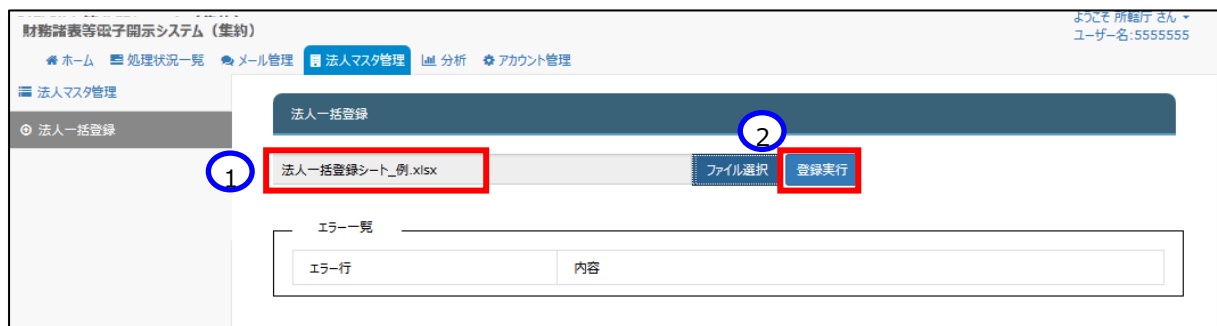 財務諸表等電子開示システム（集約）
ようこそ 所轄庁 さん
ユーザー名:5555555
ホーム 処理状況一覧 メール管理 法人マスタ管理 分析 アカウント管理
法人マスタ管理
法人一括登録
法人一括登録
2
1
法人一括登録シート_例.xlsx ファイル選択 登録実行
エラー一覧
エラー行 内容